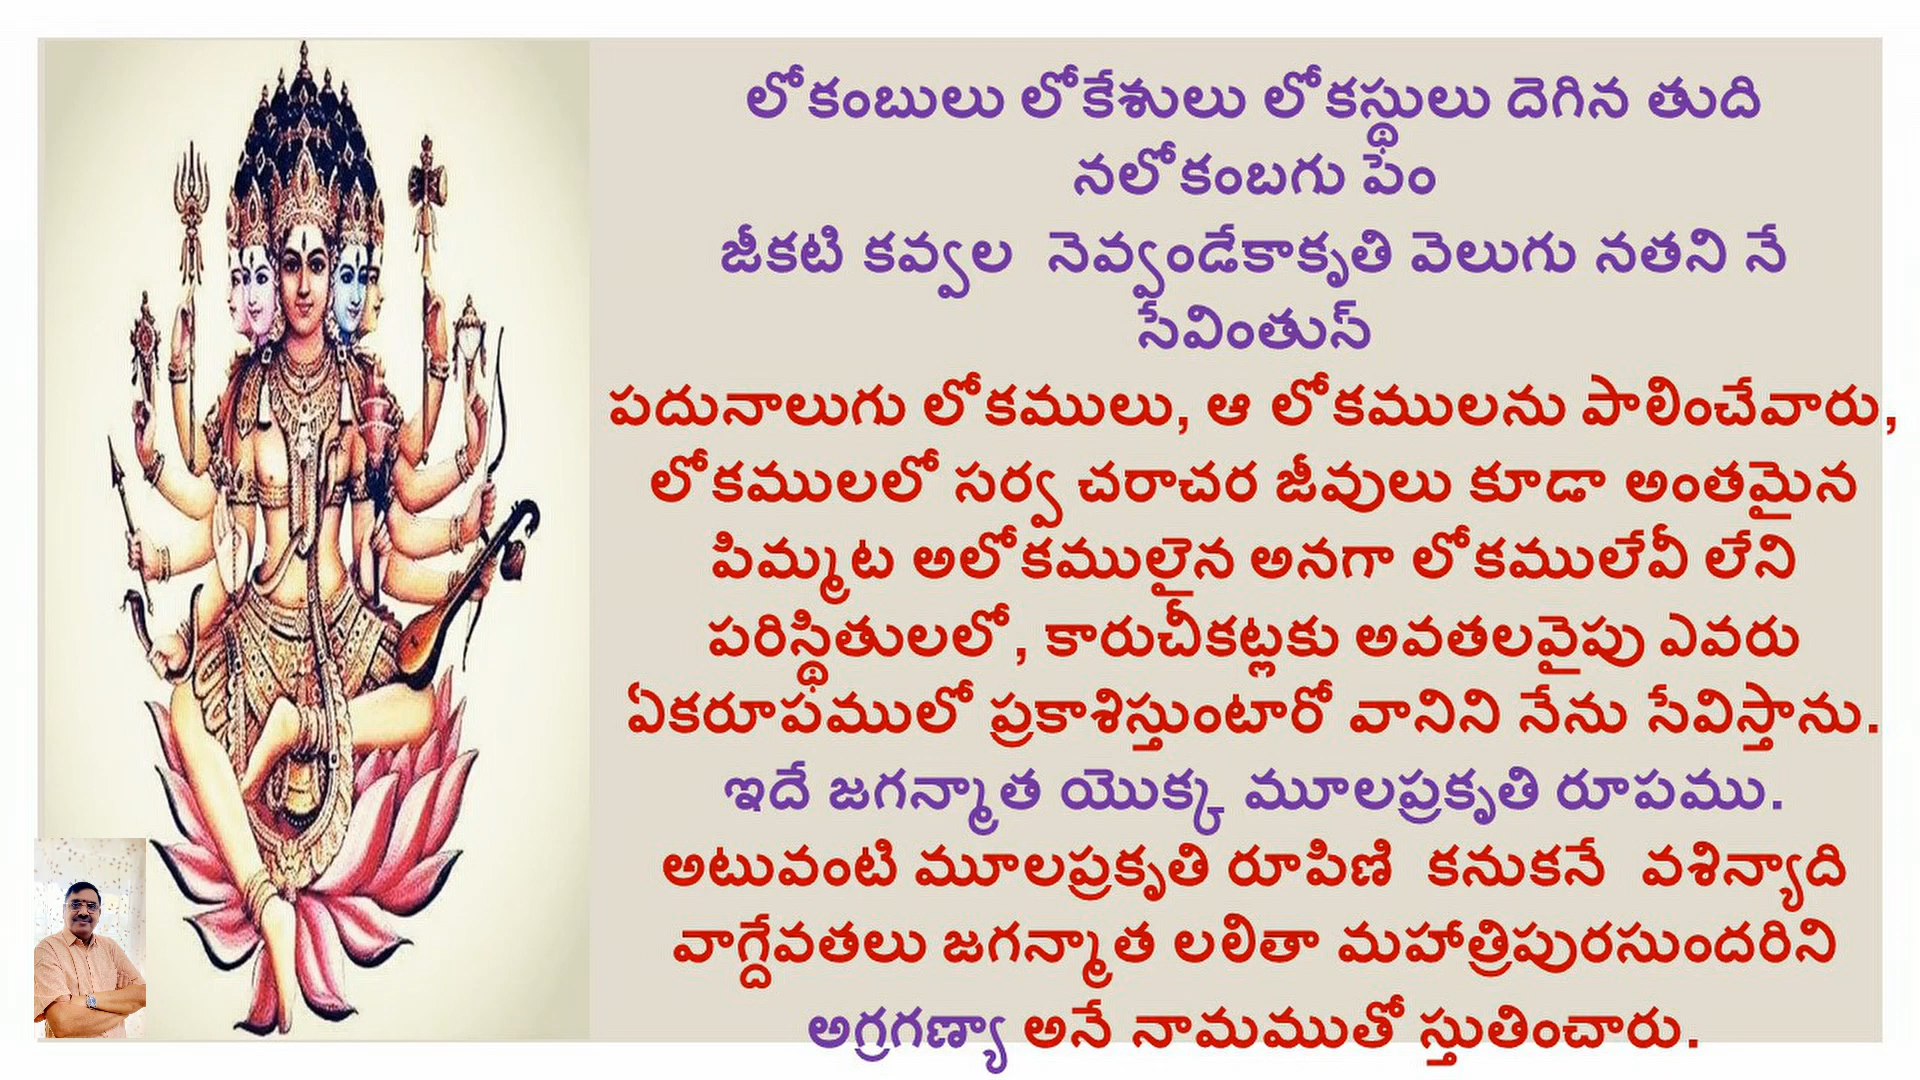 లోకంబులు లోకేశులు లోకస్థులు దెగిన తుది
నలోకంబగు పెం
జీకటి కవ్వల నెవ్వండేకాకృతి వెలుగు నతని నే
సేవింతున్
పదునాలుగు లోకములు, ఆ లోకములను పాలించేవారు,
లోకములలో సర్వ చరాచర జీవులు కూడా అంతమైన
పిమ్మట అలోకములైన అనగా లోకములేవీ లేని
పరిస్థితులలో, కారుచీకట్లకు అవతలవైపు ఎవరు
ఏకరూపములో ప్రకాశిస్తుంటారో వానిని నేను సేవిస్తాను.
ఇదే జగన్మాత యొక్క మూలప్రకృతి రూపము.
అటువంటి మూలప్రకృతి రూపిణి కనుకనే వశిన్యాది
వాగ్దేవతలు జగన్మాత లలితా మహాత్రిపురసుందరిని
అగ్రగణ్యా అనే నామముతో స్తుతించారు.